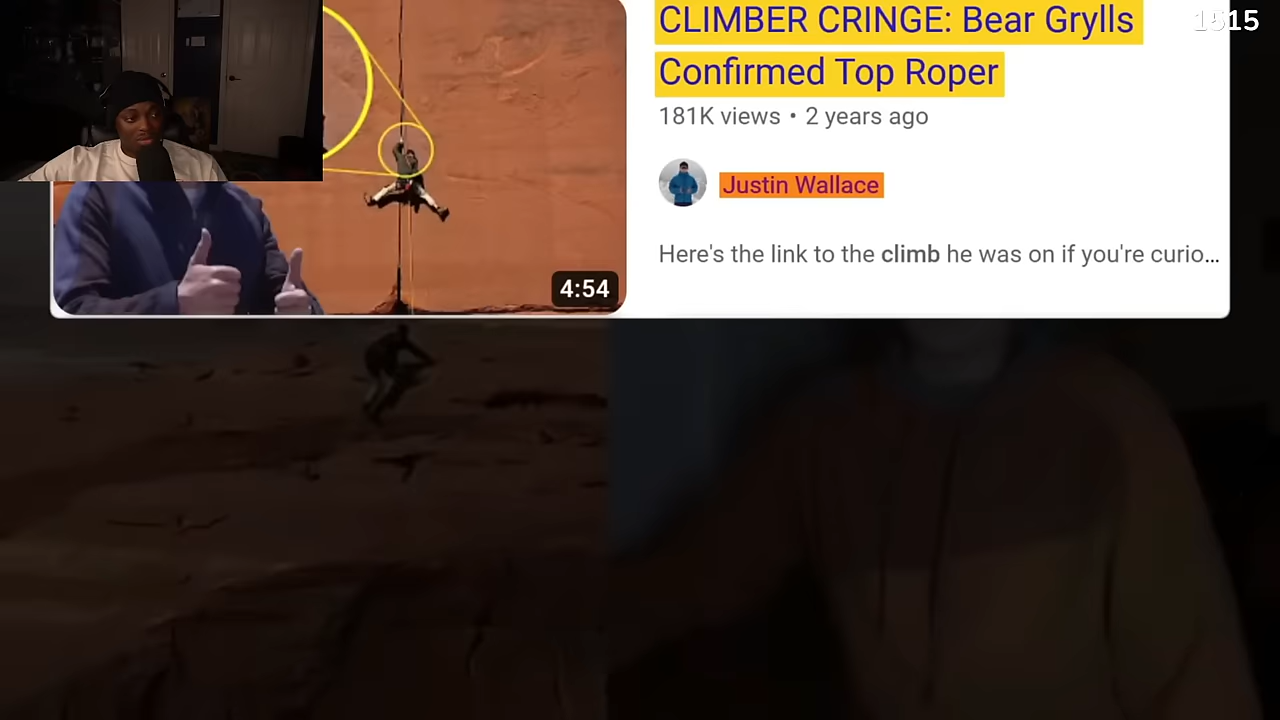 CLIMBER CRINGE: Bear Grylls
1515
Confirmed Top Roper
181K views • 2 years ago
Justin Wallace
Here's the link to the climb he was on if you're curio...
4:54